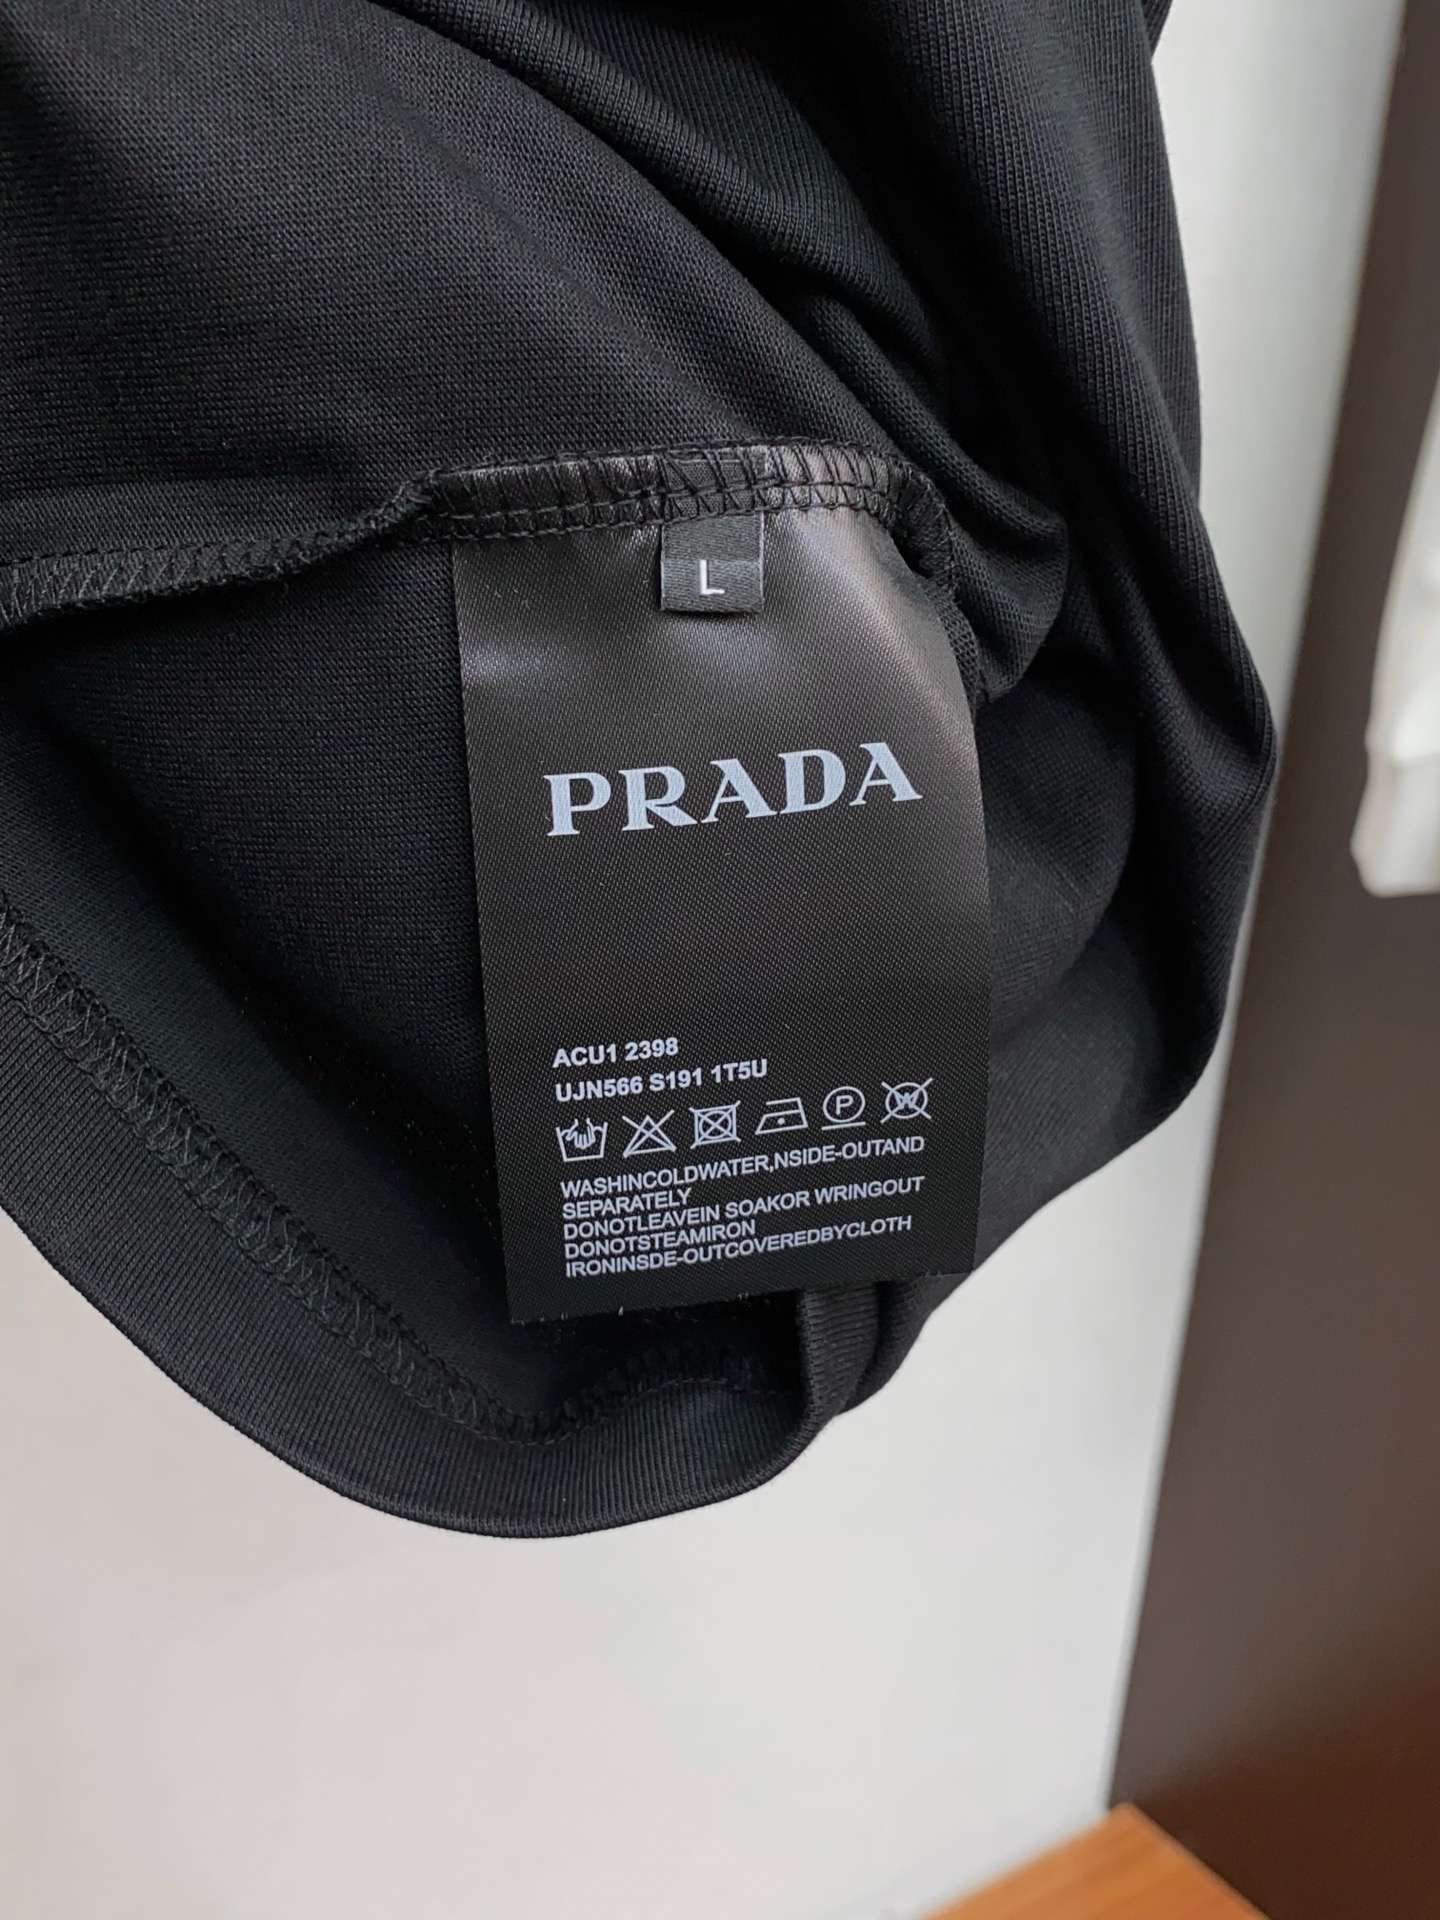 L
PRADA
ACU1 2398
UJN566 S191 1T5U
P
W
WASHINCOLDWATER,NSIDE-OUTAND
SEPARATELY
DONOTLEAVEIN SOAKOR WRINGOUT
DONOTSTEAMIRON
IRONINSDE-OUTCOVEREDBYCLOTH